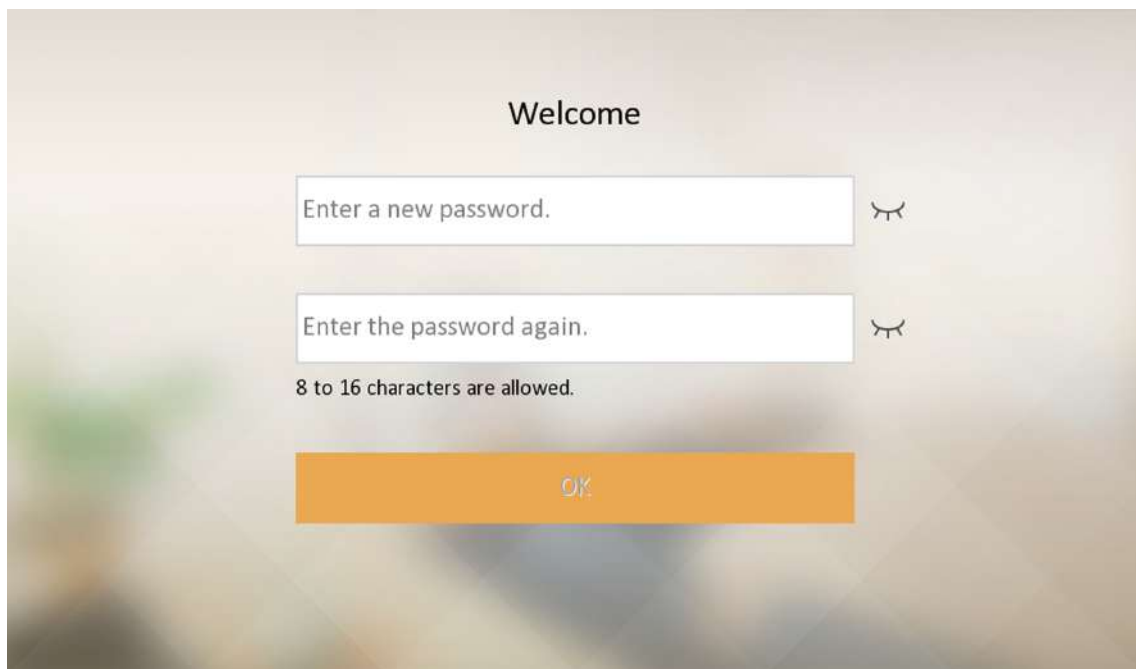 Welcome
Enter a new password.
Enter the password again.
8 to 16 characters are allowed.
OK